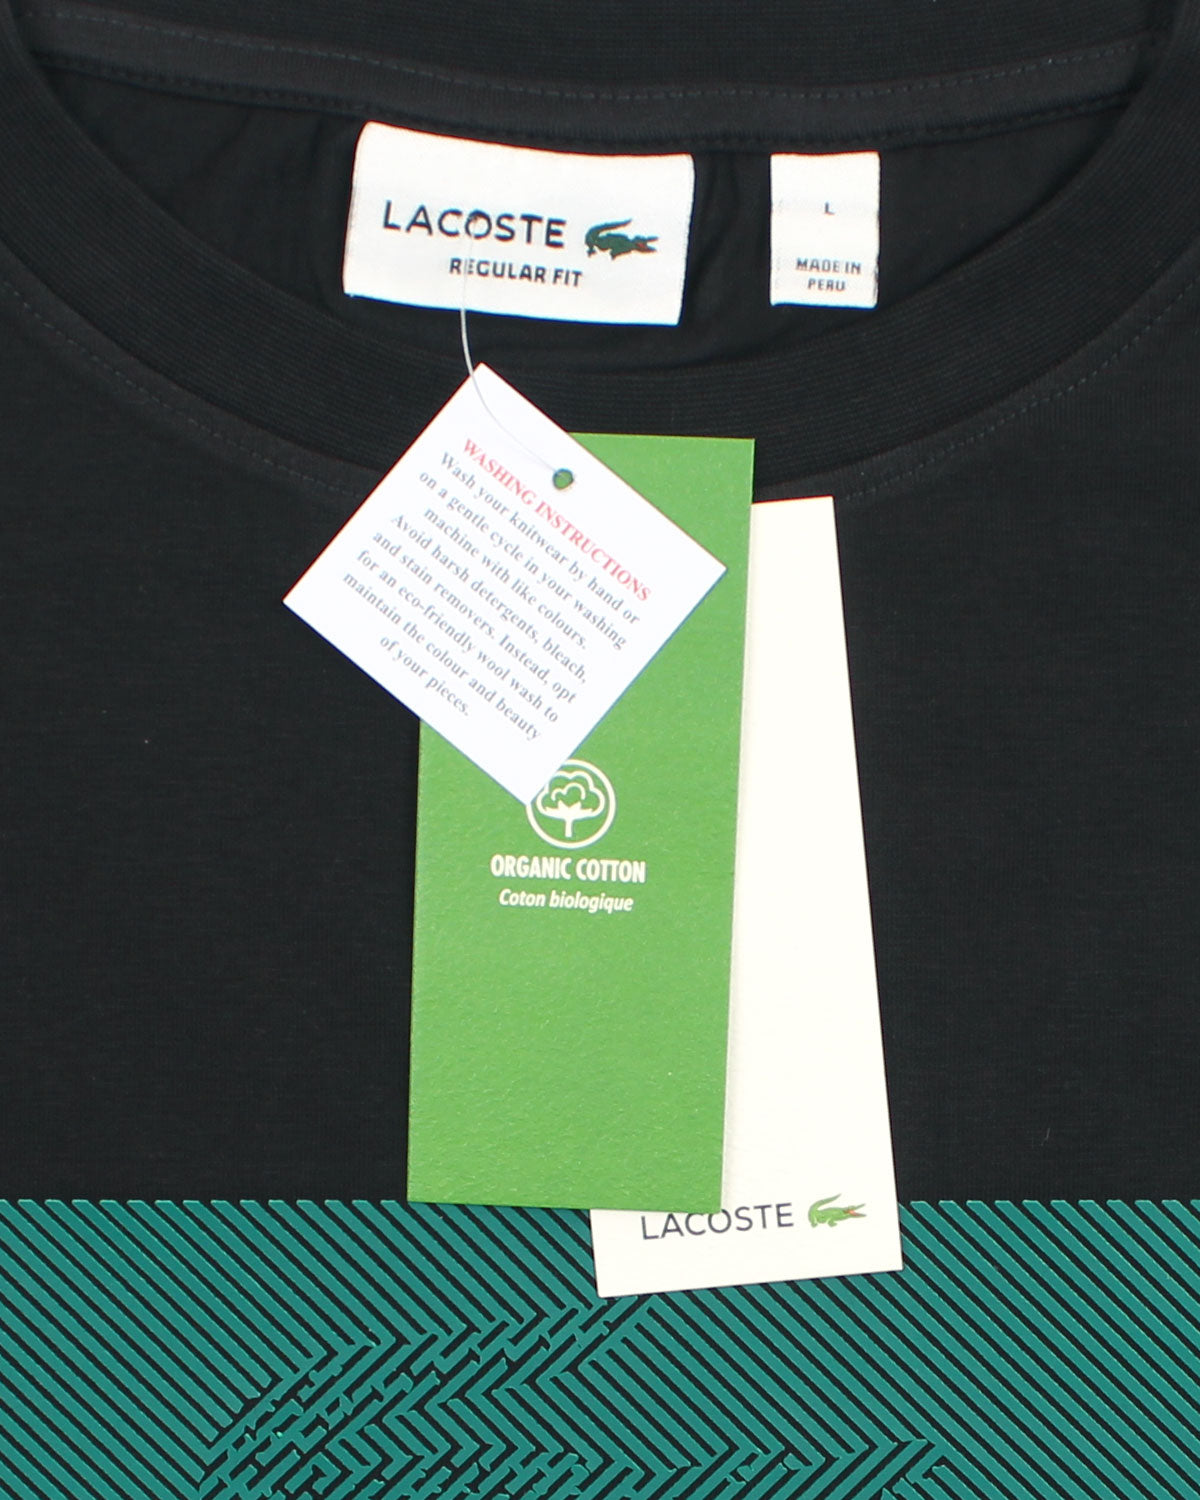 LACOSTE
REGULAR FIT
L
MADE IN
PERU
WASHING INSTRUCTIONS
Wash your knitwear by hand or
on a gentle cycle in your washing
machine with like colours.
Avoid harsh detergents, bleach,
and stain removers. Instead, opt
for an eco-friendly wool wash to
maintain the colour and beauty
of your pieces.
ORGANIC COTTON
Coton biologique
LACOSTE